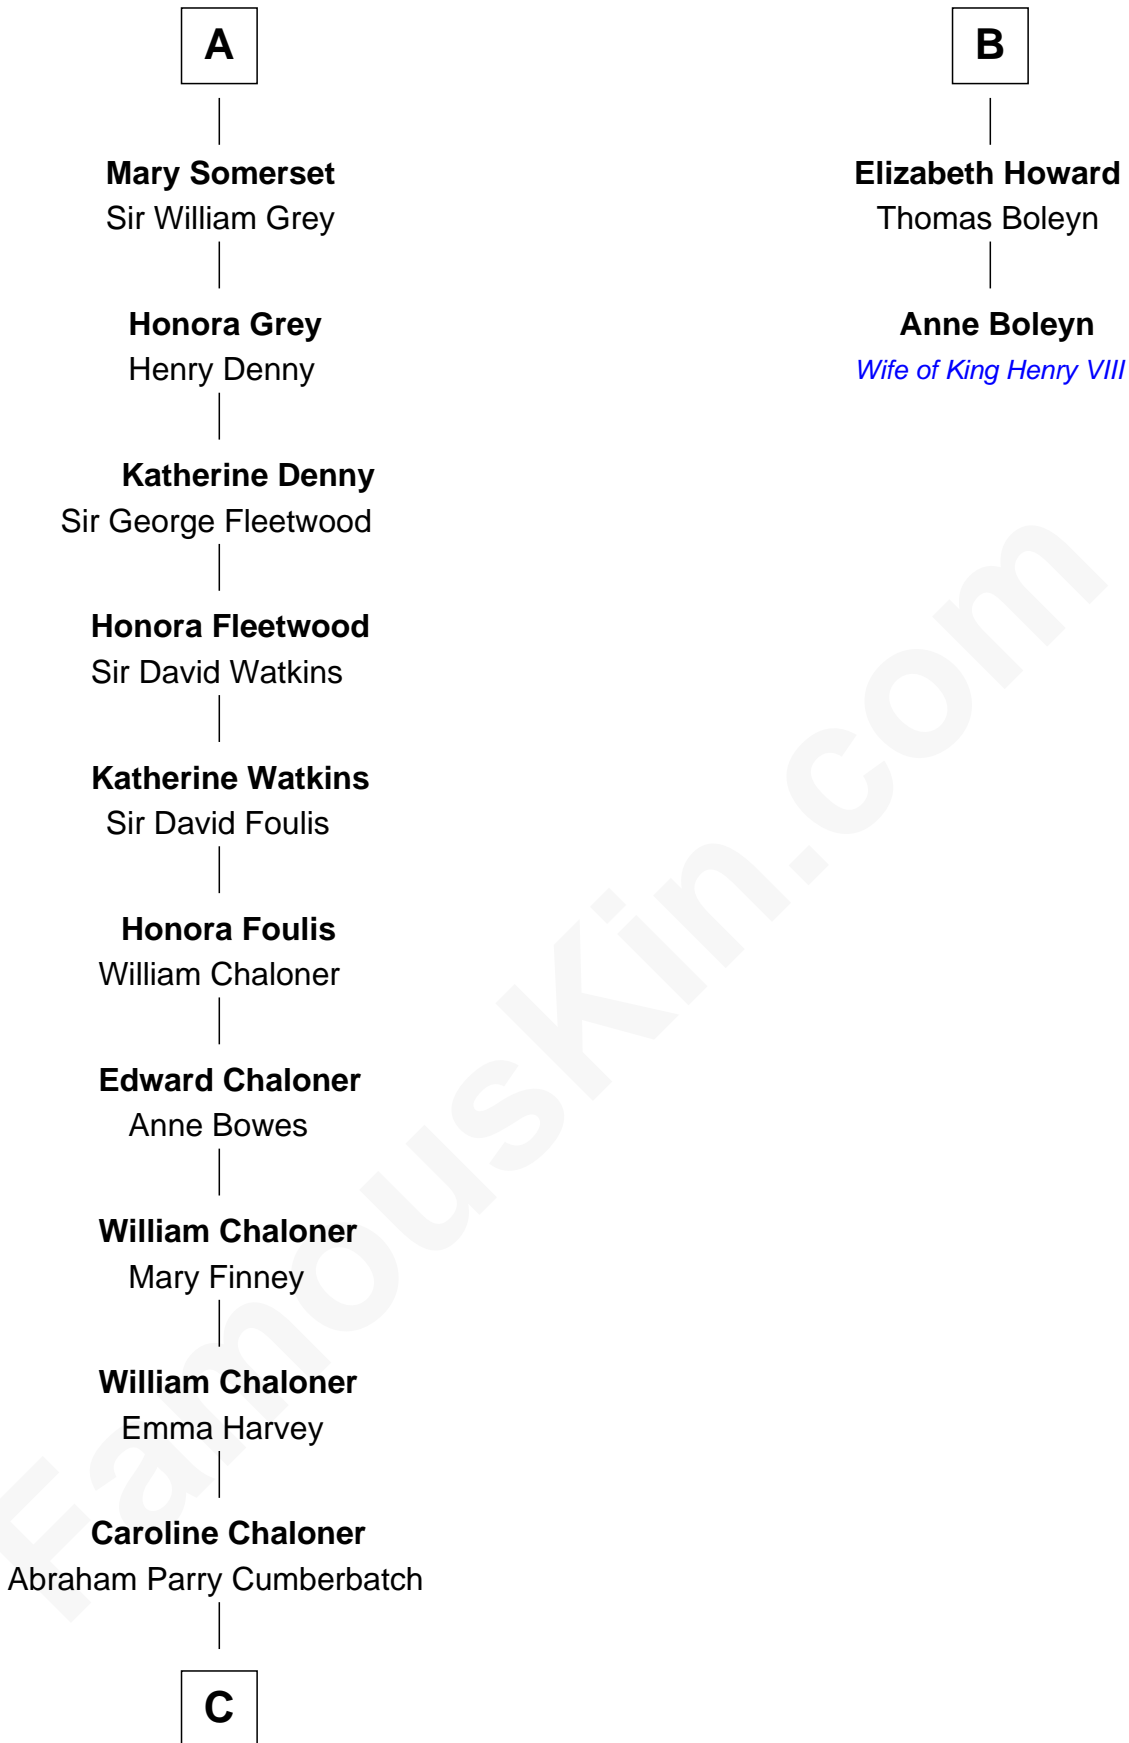 A
Mary Somerset
Sir William Grey
Honora Grey
Henry Denny
Katherine Denny
Sir George Fleetwood
Honora Fleetwood
Sir David Watkins
Katherine Watkins
Sir David Foulis
Honora Foulis
William Chaloner
Edward Chaloner
Anne Bowes
William Chaloner
Mary Finney
William Chaloner
Emma Harvey
Caroline Chaloner
Abraham Parry Cumberbatch
C
B
Elizabeth Howard
Thomas Boleyn
Anne Boleyn
Wife of King Henry VIII
FamousKin.com